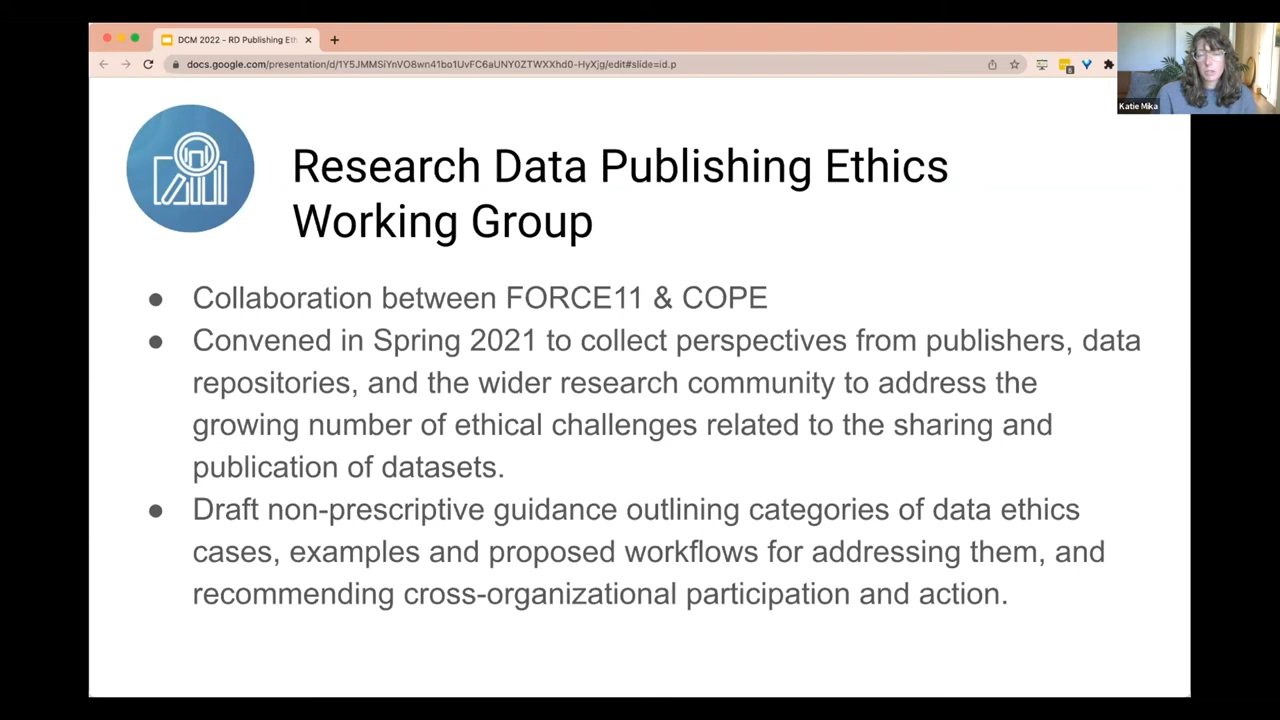 DCM 2022 - RD Publishing Eth
docs.google.com/presentation/d/1Y5JMMSiYnVO8wn41bo1UvFC6aUNY0ZTWXXhd0-HyXjg/edit#slide=id.p
Katie Mika
Research Data Publishing Ethics
Working Group
● Collaboration between FORCE11 & COPE
● Convened in Spring 2021 to collect perspectives from publishers, data
repositories, and the wider research community to address the
growing number of ethical challenges related to the sharing and
publication of datasets.
● Draft non-prescriptive guidance outlining categories of data ethics
cases, examples and proposed workflows for addressing them, and
recommending cross-organizational participation and action.